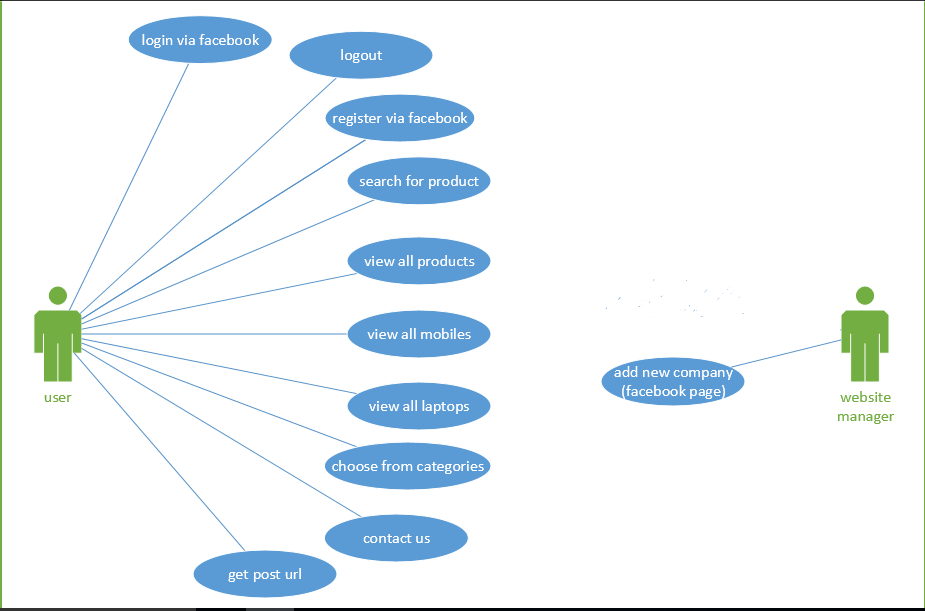 login via facebook
logout
register via facebook
search for product
view all products
view all mobiles
add new company
(facebook page)
user
website
manager
view all laptops
choose from categories
contact us
get post url